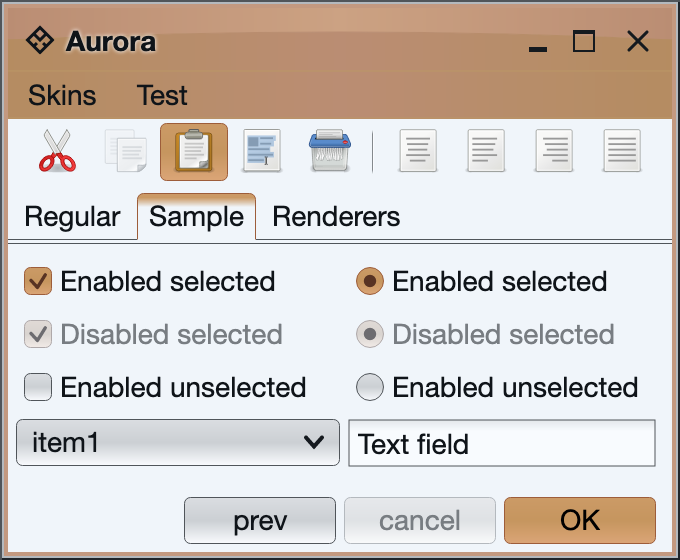 Aurora
Skins Test
Regular Sample Renderers
Enabled selected Enabled selected
Disabled selected Disabled selected
Enabled unselected Enabled unselected
item1 Text field
prev cancel OK